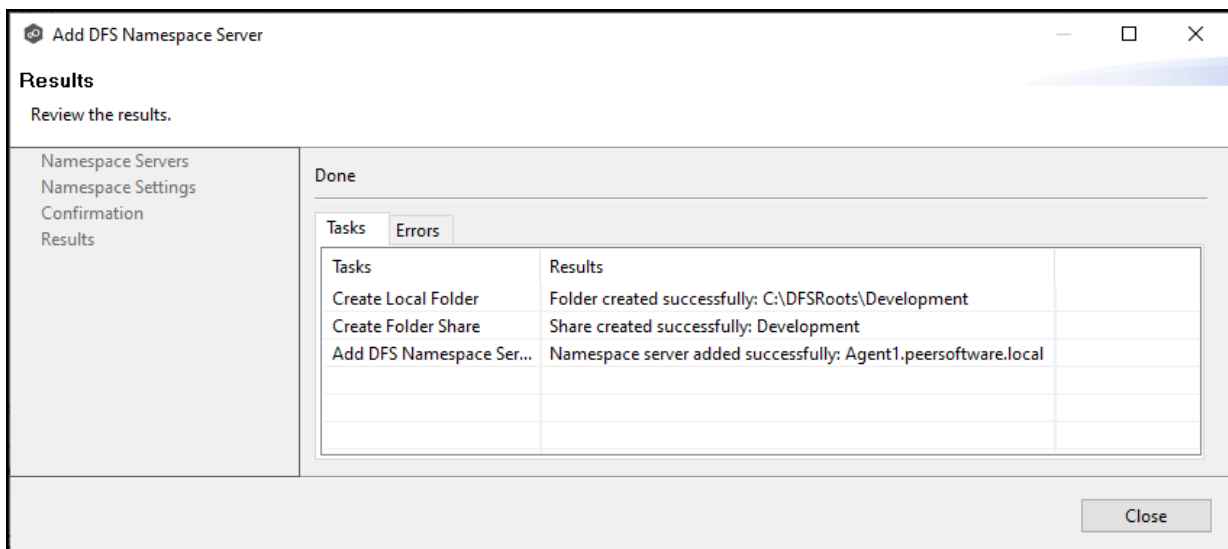 Add DFS Namespace Server
Results
Review the results.
Namespace Servers
Namespace Settings
Confirmation
Results
Done
Tasks Errors
Tasks Results
Create Local Folder Folder created successfully: C:\DFSRoots\Development
Create Folder Share Share created successfully: Development
Add DFS Namespace Ser... Namespace server added successfully: Agent1.peersoftware.local
Close